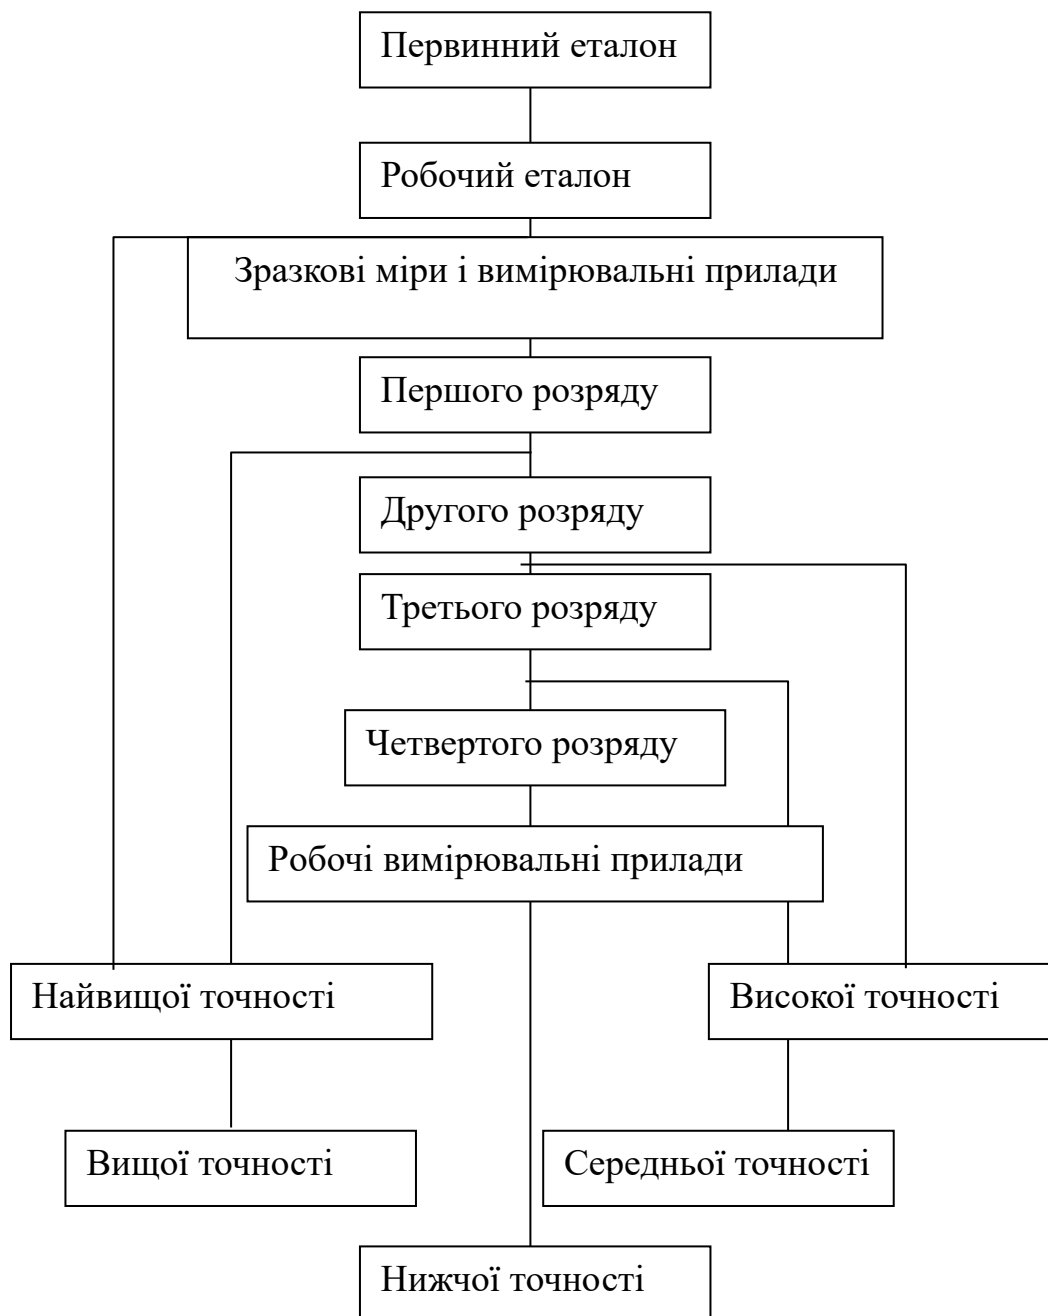 Первинний еталон
Робочий еталон
Зразкові міри і вимірювальні прилади
Першого розряду
Другого розряду
Третього розряду
Четвертого розряду
Робочі вимірювальні прилади
Найвищої точності
Високої точності
Вищої точності
Середньої точності
Нижчої точності